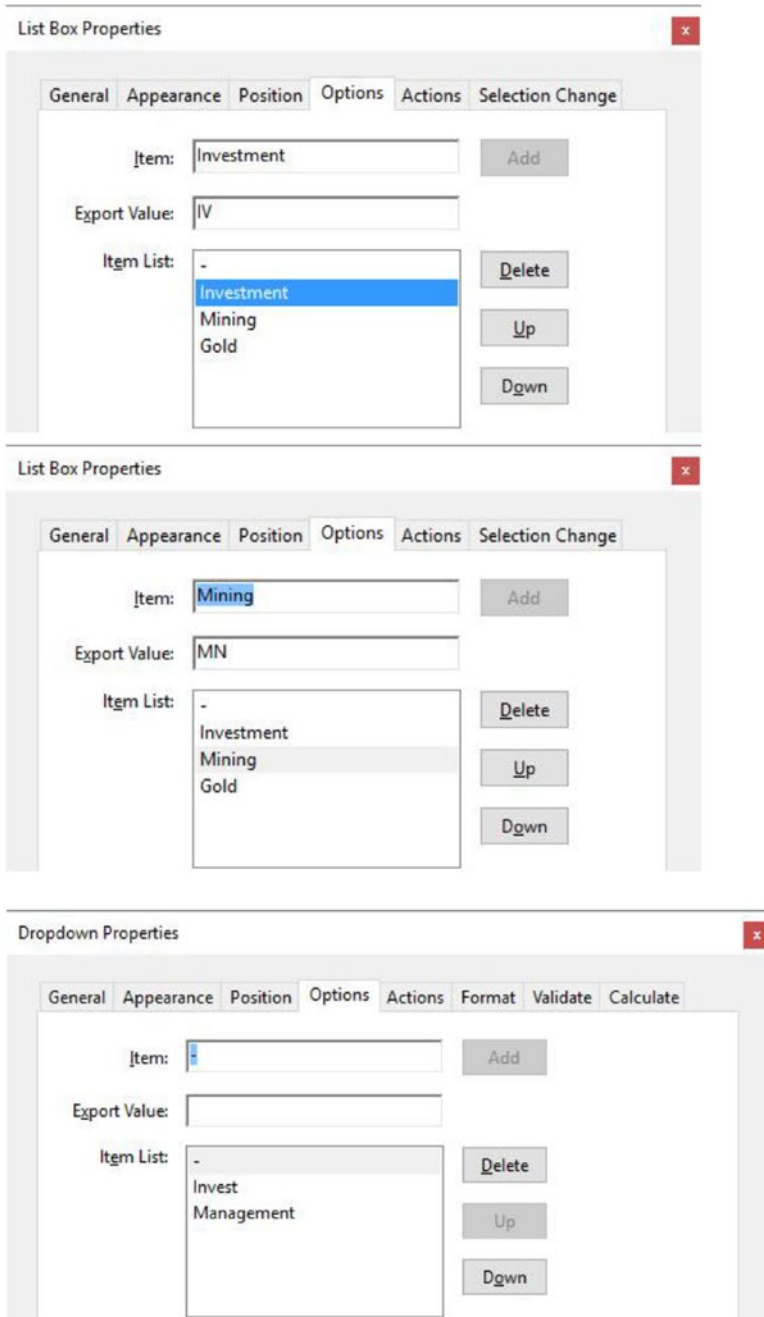 List Box Properties x
General Appearance Position Options Actions Selection Change
Item: Investment Add
Export Value: IV
Item List: - Delete
Investment
Mining Up
Gold
Down
List Box Properties x
General Appearance Position Options Actions Selection Change
Item: Mining Add
Export Value: MN
Item List: - Delete
Investment
Mining Up
Gold
Down
Dropdown Properties x
General Appearance Position Options Actions Format Validate Calculate
Item: - Add
Export Value:
Item List: - Delete
Invest
Management Up
Down